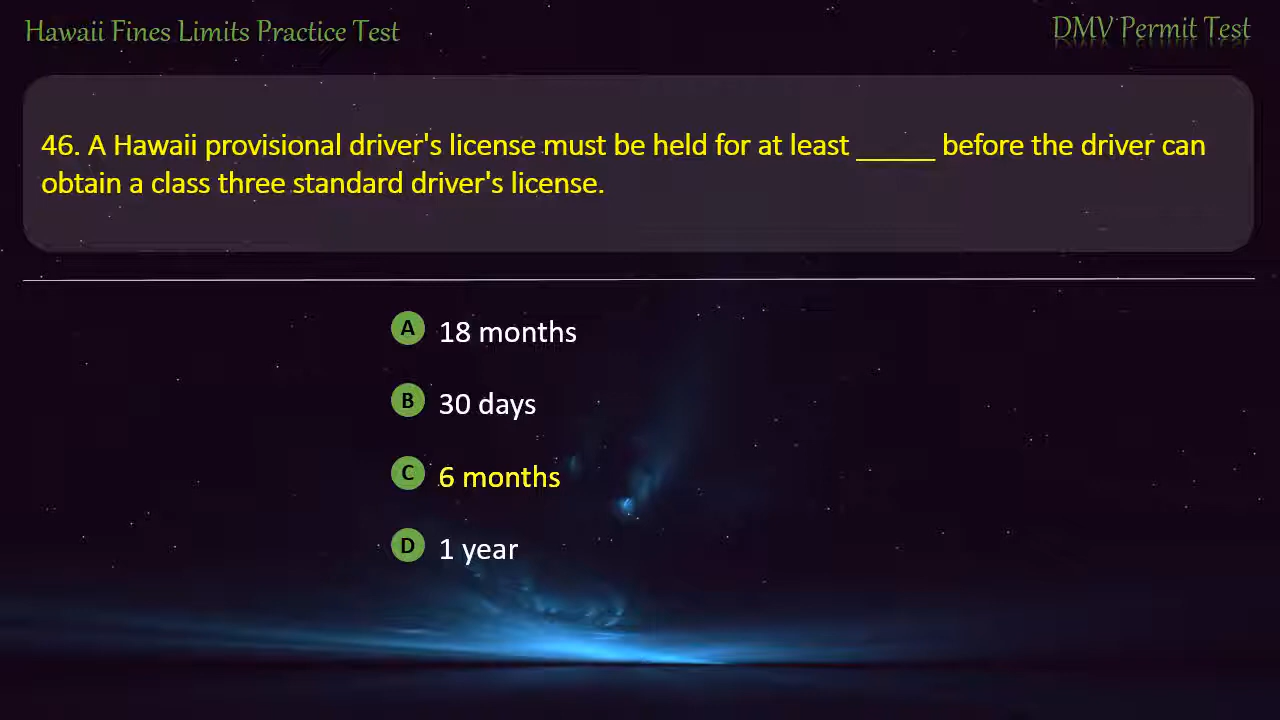 Hawaii Fines Limits Practice Test
DMV Permit Test
46. A Hawaii provisional driver's license must be held for at least _____ before the driver can
obtain a class three standard driver's license.
A 18 months
B 30 days
C 6 months
D 1 year